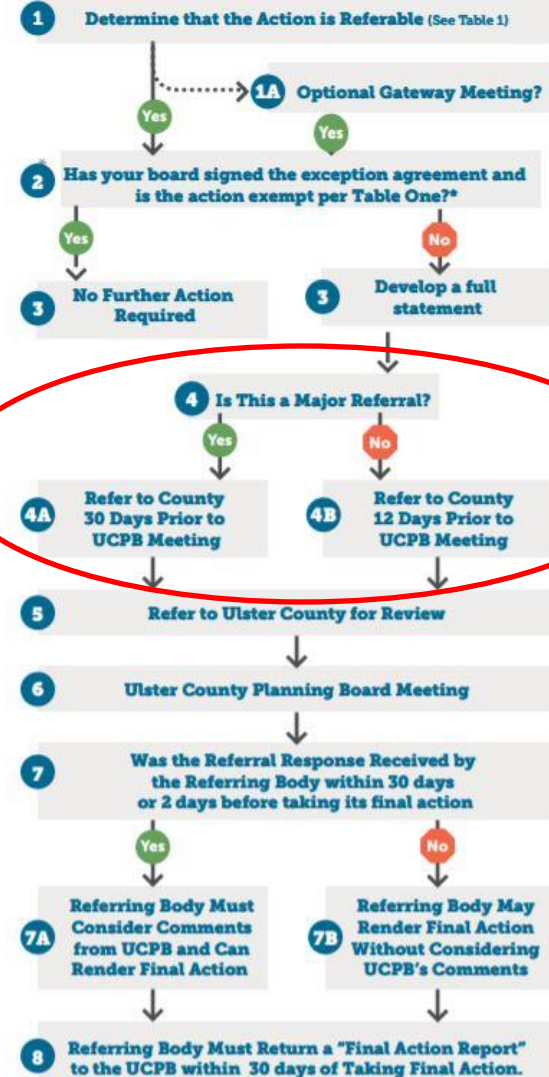 1 Determine that the Action is Referable (See Table 1)
1A Optional Gateway Meeting?
Yes
Yes
2* Has your board signed the exception agreement and
is the action exempt per Table One?*
Yes
No
3 No Further Action
Required
3 Develop a full
statement
4 Is This a Major Referral?
Yes
No
4A Refer to County
30 Days Prior to
UCPB Meeting
4B Refer to County
12 Days Prior to
UCPB Meeting
5 Refer to Ulster County for Review
6 Ulster County Planning Board Meeting
7 Was the Referral Response Received by
the Referring Body within 30 days
or 2 days before taking its final action
Yes
No
7A Referring Body Must
Consider Comments
from UCPB and Can
Render Final Action
7B Referring Body May
Render Final Action
Without Considering
UCPB's Comments
8 Referring Body Must Return a "Final Action Report"
to the UCPB within 30 days of Taking Final Action.